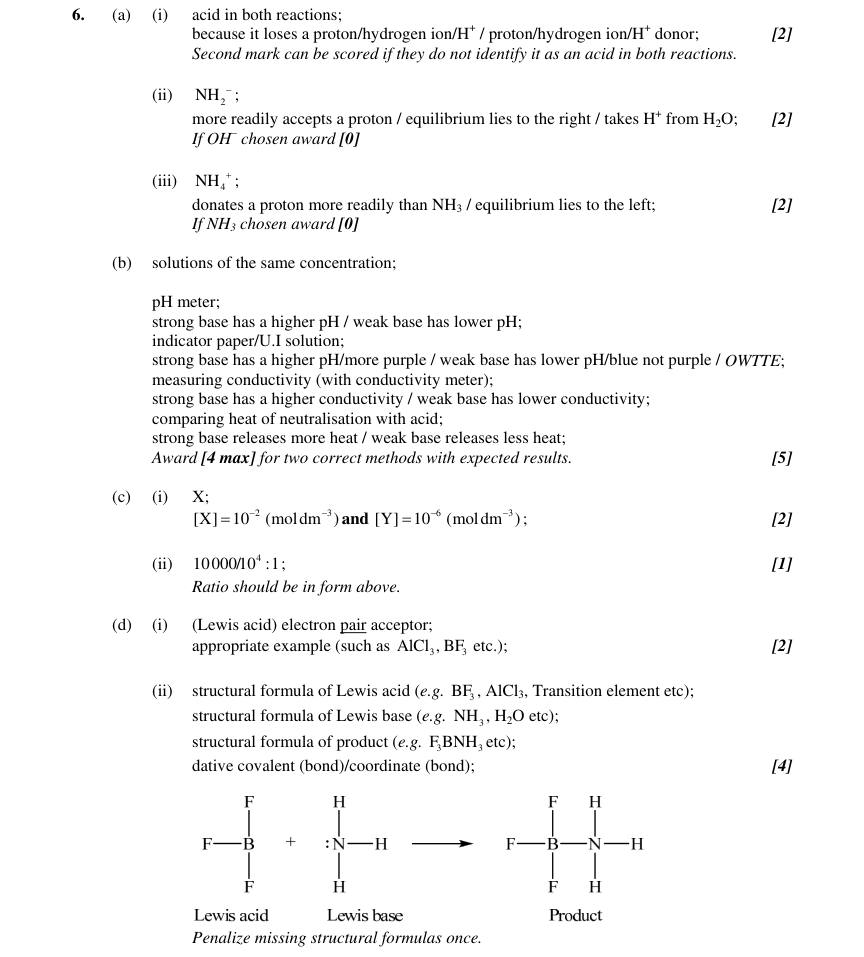 6. (a) (i) acid in both reactions;
because it loses a proton/hydrogen ion/H⁺ / proton/hydrogen ion/H⁺ donor; [2]
Second mark can be scored if they do not identify it as an acid in both reactions.
(ii) NH₂⁻;
more readily accepts a proton / equilibrium lies to the right / takes H⁺ from H₂O; [2]
If OH⁻ chosen award [0]
(iii) NH₄⁺;
donates a proton more readily than NH₃ / equilibrium lies to the left; [2]
If NH₃ chosen award [0]
(b) solutions of the same concentration;
pH meter;
strong base has a higher pH / weak base has lower pH;
indicator paper/U.I solution;
strong base has a higher pH/more purple / weak base has lower pH/blue not purple / OWTTE;
measuring conductivity (with conductivity meter);
strong base has a higher conductivity / weak base has lower conductivity;
comparing heat of neutralisation with acid;
strong base releases more heat / weak base releases less heat;
Award [4 max] for two correct methods with expected results. [5]
(c) (i) X;
[X]=10⁻² (mol dm⁻³) and [Y]=10⁻⁶ (mol dm⁻³); [2]
(ii) 10000/10⁴ :1; [1]
Ratio should be in form above.
(d) (i) (Lewis acid) electron pair acceptor;
appropriate example (such as AlCl₃, BF₃ etc.); [2]
(ii) structural formula of Lewis acid (e.g. BF₃, AlCl₃, Transition element etc);
structural formula of Lewis base (e.g. NH₃, H₂O etc);
structural formula of product (e.g. F₃BNH₃ etc);
dative covalent (bond)/coordinate (bond); [4]
F H F H
F B + :N H F B N H
F H F H
Lewis acid Lewis base Product
Penalize missing structural formulas once.